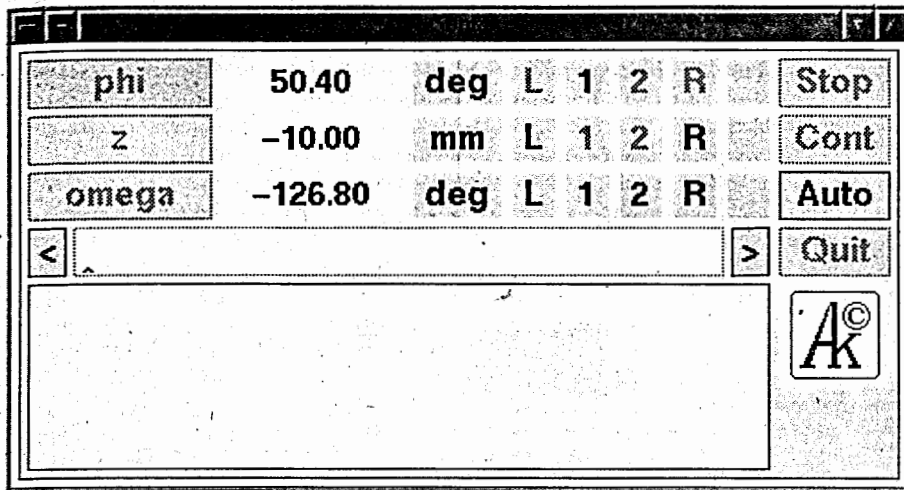 phi 50.40 deg L 1 2 R Stop
z -10.00 mm L 1 2 R Cont
omega -126.80 deg L 1 2 R Auto
< ^ > Quit
Ak©